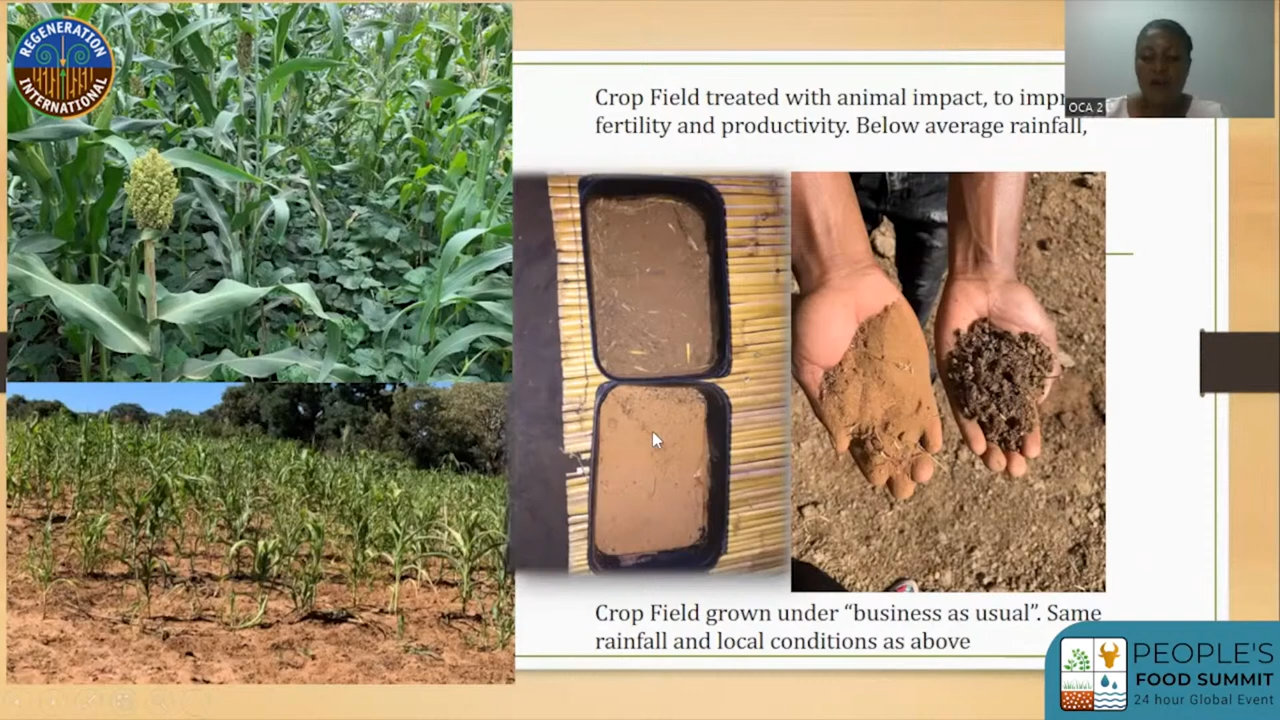 REGENERATION
INTERNATIONAL
Crop Field treated with animal impact, to
fertility and productivity. Below average rainfall,
OCA 2
Crop Field grown under “business as usual”. Same
rainfall and local conditions as above
PEOPLE'S
FOOD SUMMIT
24 hour Global Event